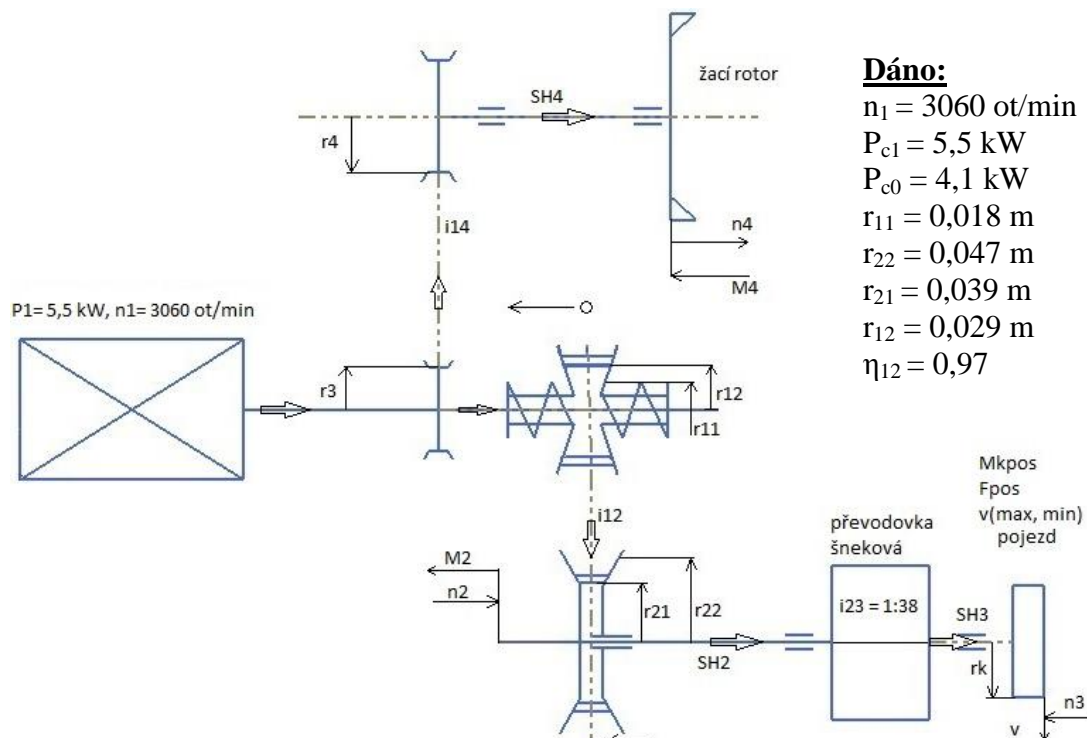 žací rotor
SH4
r4
i14
n4
M4
P1= 5,5 kW, n1= 3060 ot/min
r3
r12
r11
i12
M2
n2
r21
r22
SH2
převodovka
šneková
i23 = 1:38
SH3
rk
Mkpos
Fpos
v(max, min)
pojezd
n3
v
Dáno:
n₁ = 3060 ot/min
P꜀₁ = 5,5 kW
P꜀₀ = 4,1 kW
r₁₁ = 0,018 m
r₂₂ = 0,047 m
r₂₁ = 0,039 m
r₁₂ = 0,029 m
η₁₂ = 0,97